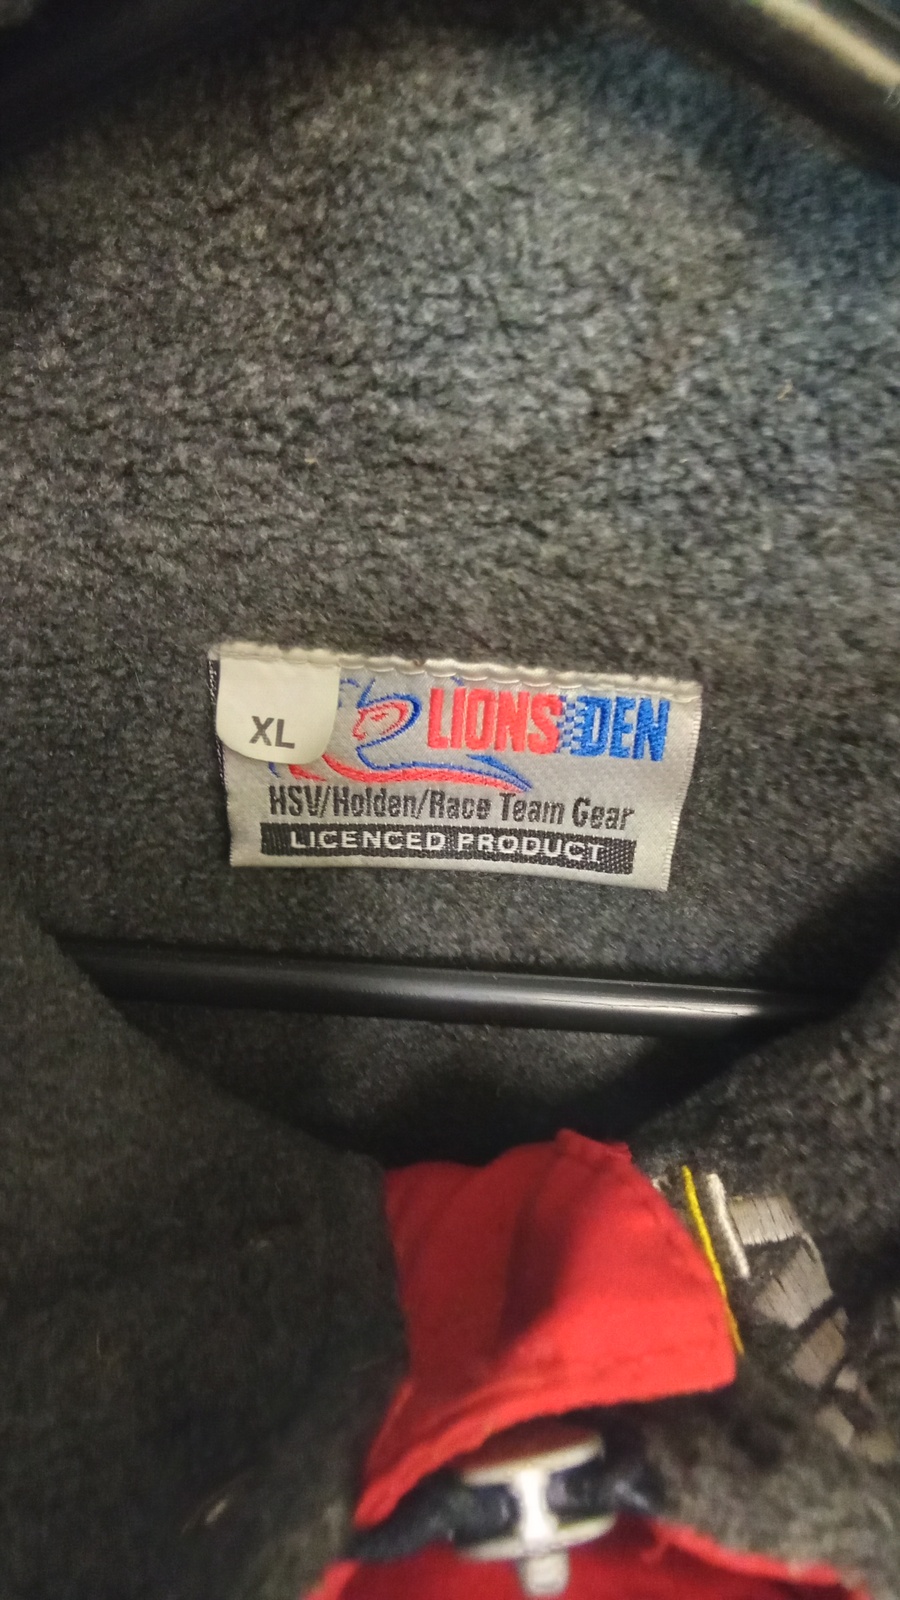 XL
LIONS DEN
HSV/Holden/Race Team Gear
LICENCED PRODUCT